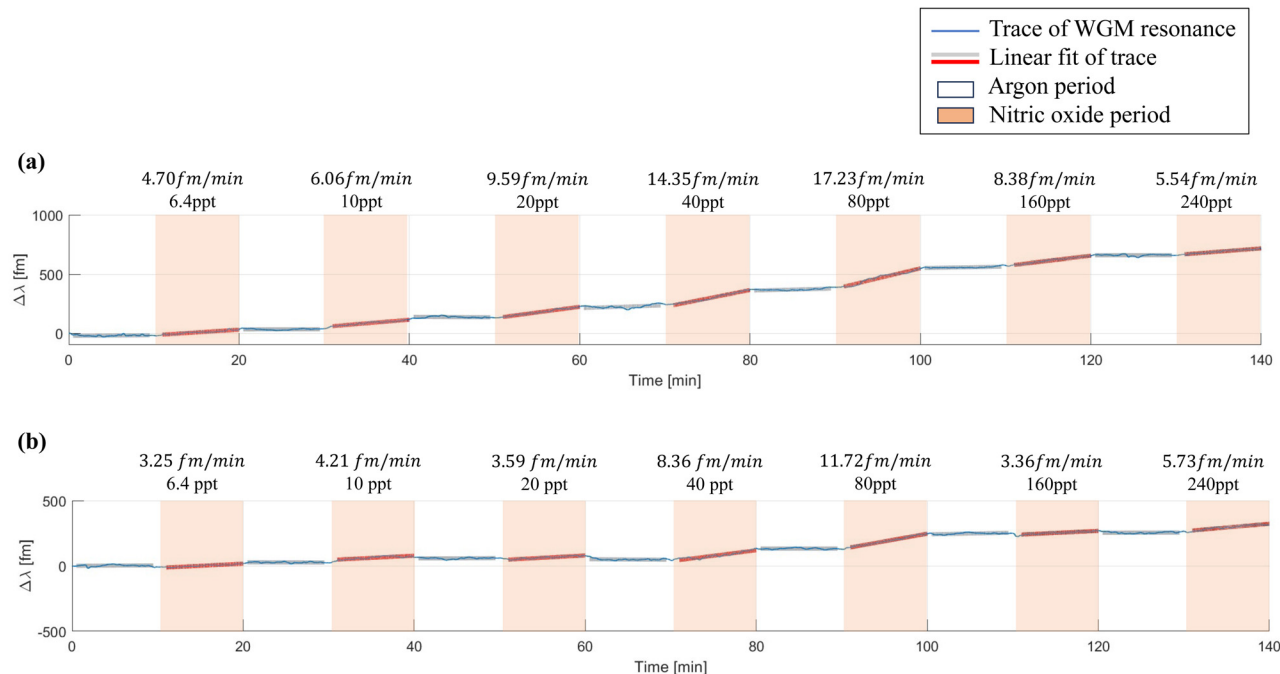 Trace of WGM resonance
Linear fit of trace
Argon period
Nitric oxide period
(a)
4.70fm/min 6.06fm/min 9.59fm/min 14.35fm/min 17.23fm/min 8.38fm/min 5.54fm/min
6.4ppt 10ppt 20ppt 40ppt 80ppt 160ppt 240ppt
1000
500
0
Δλ [fm]
0 20 40 60 80 100 120 140
Time [min]
(b)
3.25 fm/min 4.21 fm/min 3.59 fm/min 8.36 fm/min 11.72fm/min 3.36fm/min 5.73fm/min
6.4 ppt 10 ppt 20 ppt 40 ppt 80ppt 160ppt 240ppt
500
0
-500
Δλ [fm]
0 20 40 60 80 100 120 140
Time [min]